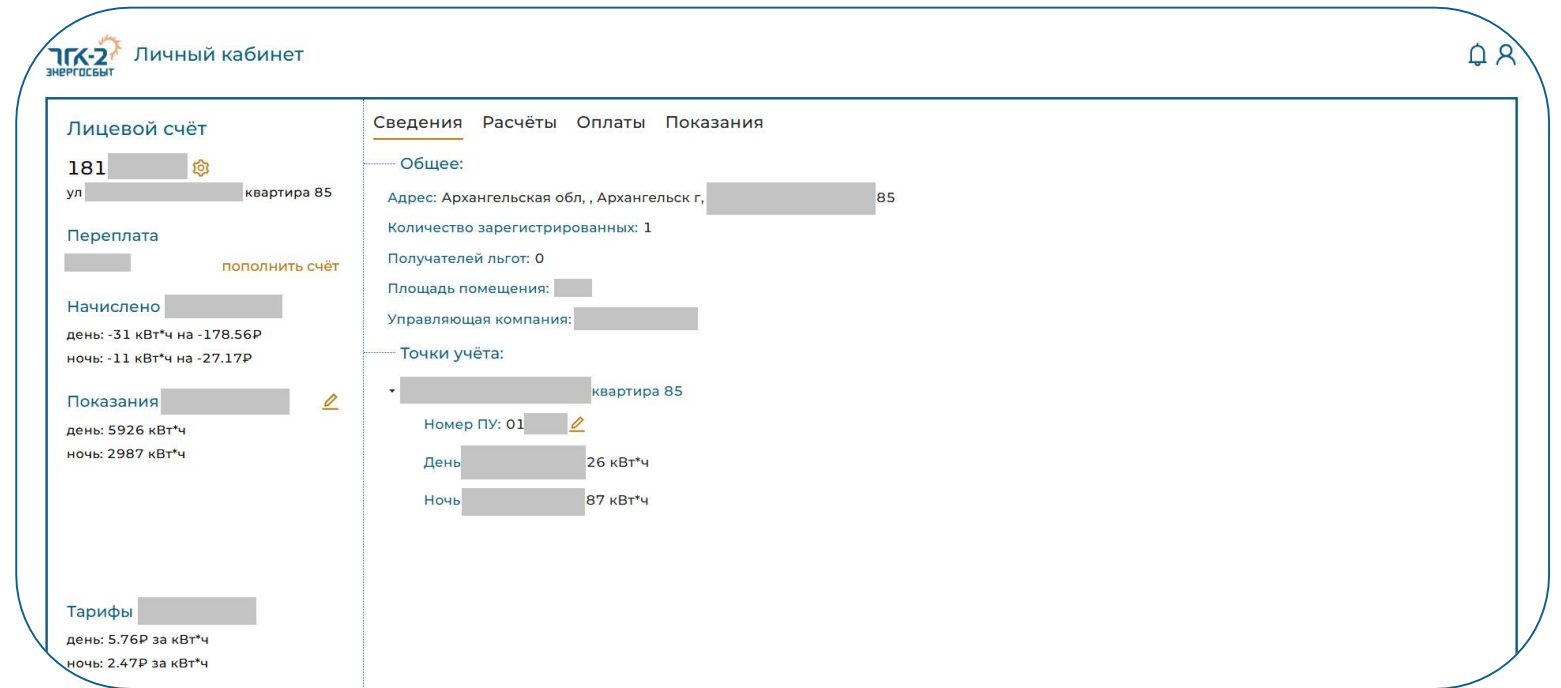 ТГК-2
ЭНЕРГОСБЫТ
Личный кабинет
Лицевой счёт
181
ул квартира 85
Переплата
пополнить счёт
Начислено
день: -31 кВт*ч на -178.56₽
ночь: -11 кВт*ч на -27.17₽
Показания
день: 5926 кВт*ч
ночь: 2987 кВт*ч
Тарифы
день: 5.76₽ за кВт*ч
ночь: 2.47₽ за кВт*ч
Сведения Расчёты Оплаты Показания
Общее:
Адрес: Архангельская обл, , Архангельск г, 85
Количество зарегистрированных: 1
Получателей льгот: 0
Площадь помещения:
Управляющая компания:
Точки учёта:
квартира 85
Номер ПУ: 01
День 26 кВт*ч
Ночь 87 кВт*ч